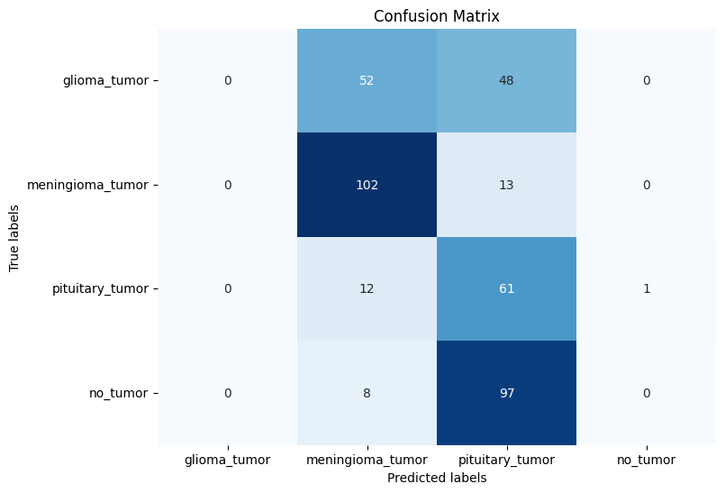 Confusion Matrix
True labels
glioma_tumor 0 52 48 0
meningioma_tumor 0 102 13 0
pituitary_tumor 0 12 61 1
no_tumor 0 8 97 0
glioma_tumor meningioma_tumor pituitary_tumor no_tumor
Predicted labels